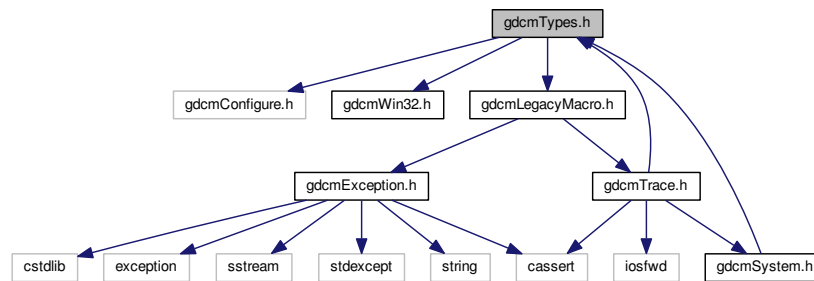 gdcmTypes.h
gdcmConfigure.h
gdcmWin32.h
gdcmLegacyMacro.h
gdcmException.h
gdcmTrace.h
cstdlib
exception
sstream
stdexcept
string
cassert
iosfwd
gdcmSystem.h